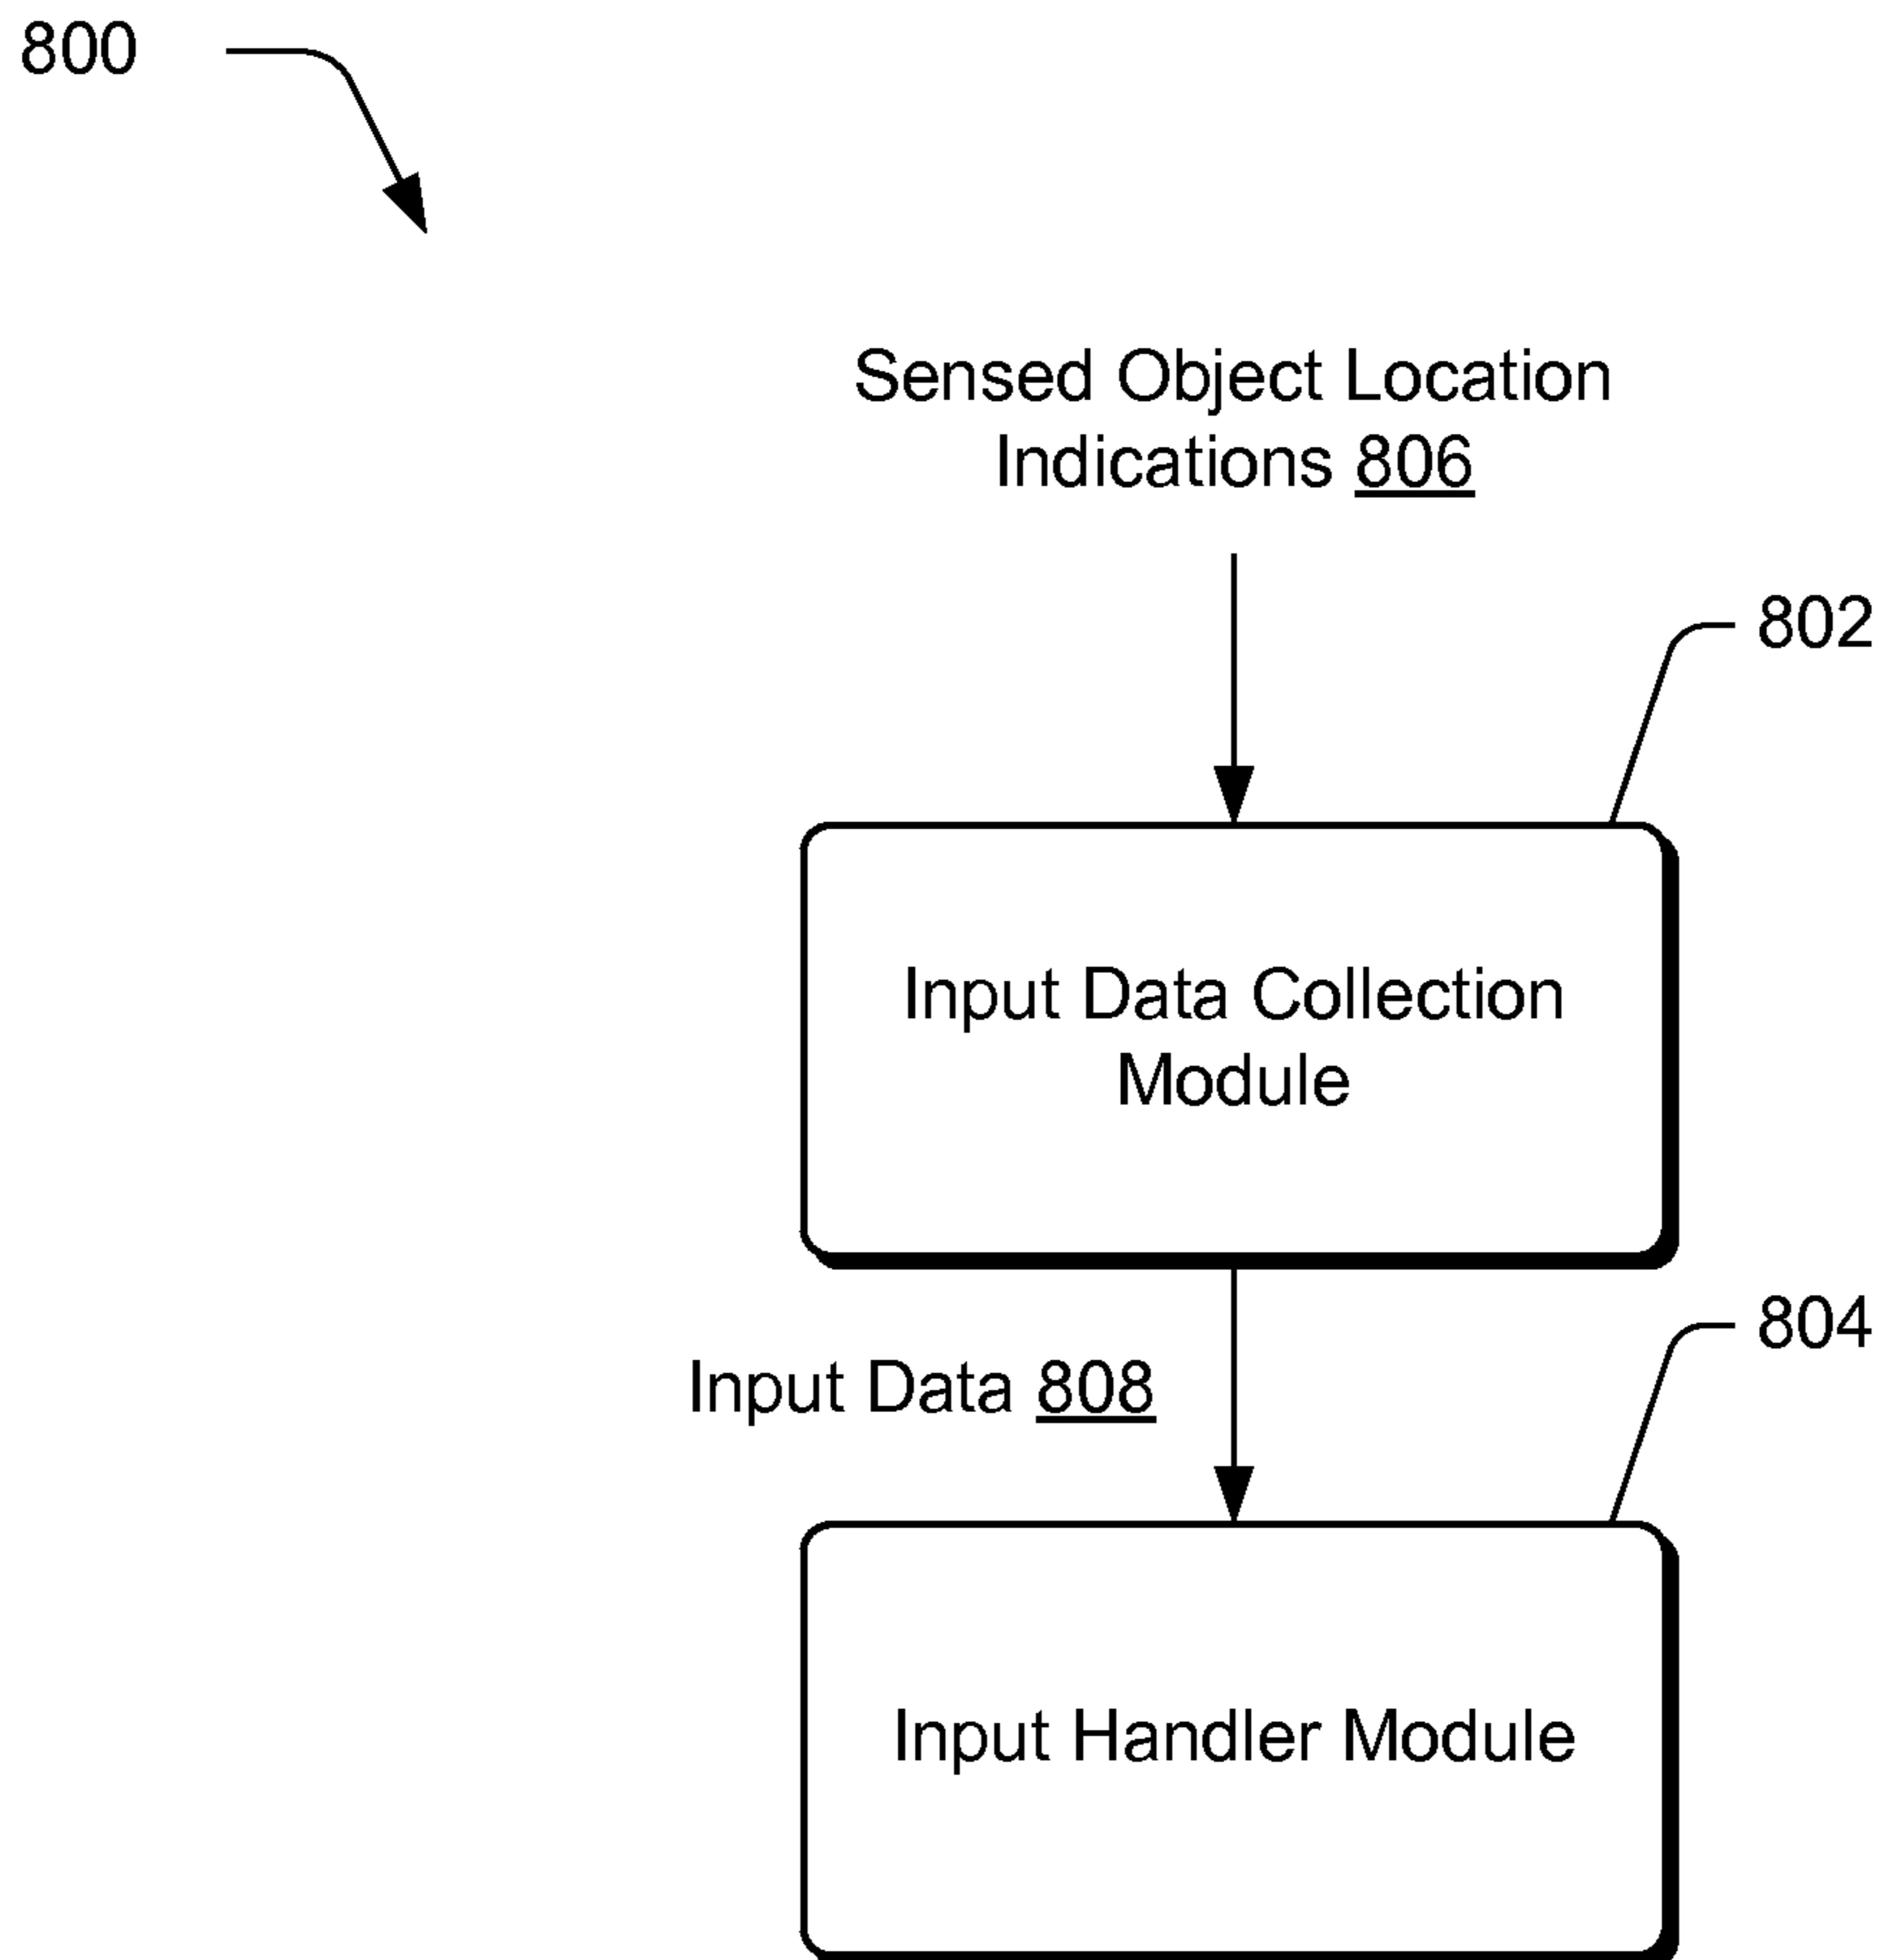 800
Sensed Object Location
Indications 806
802
Input Data Collection
Module
804
Input Data 808
Input Handler Module